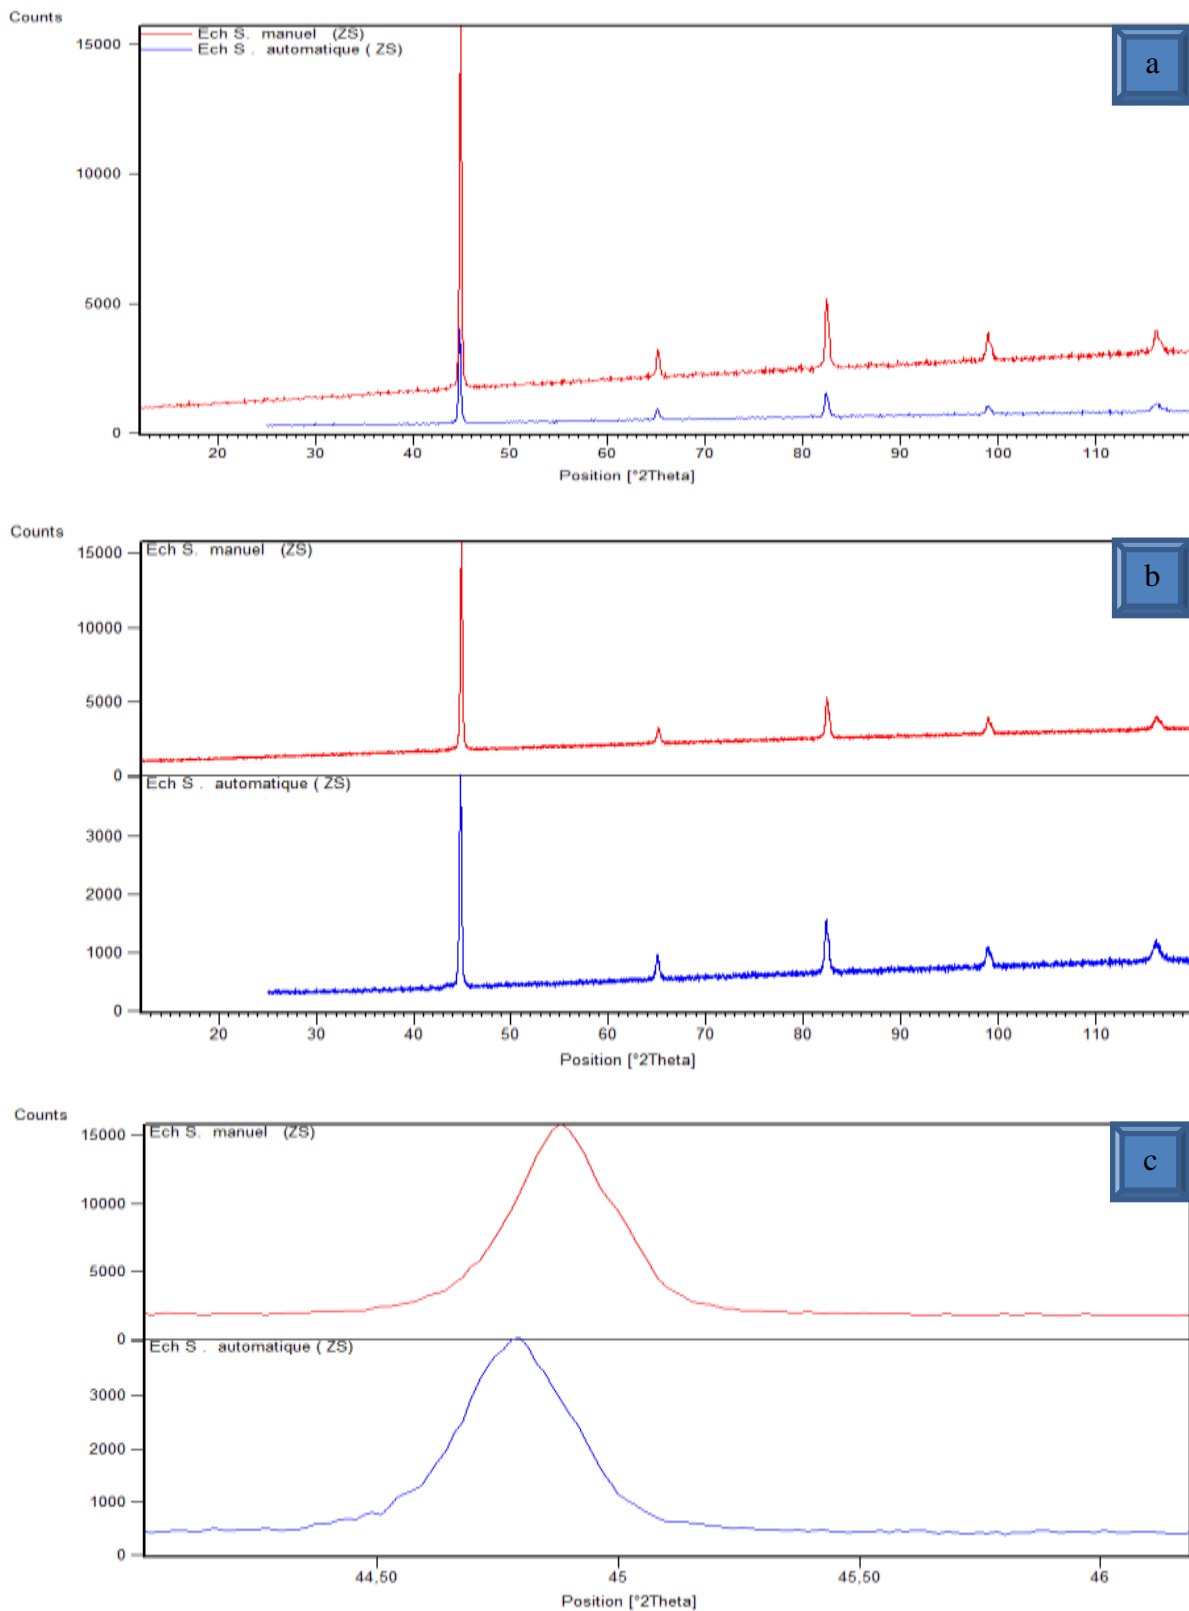 Counts
15000
Ech S. manuel (ZS)
Ech S . automatique ( ZS)
a
10000
5000
0
20 30 40 50 60 70 80 90 100 110
Position [°2Theta]
Counts
15000
Ech S. manuel (ZS)
b
10000
5000
0
Ech S . automatique ( ZS)
3000
2000
1000
0
20 30 40 50 60 70 80 90 100 110
Position [°2Theta]
Counts
15000
Ech S. manuel (ZS)
c
10000
5000
0
Ech S . automatique ( ZS)
3000
2000
1000
0
44,50 45 45,50 46
Position [°2Theta]